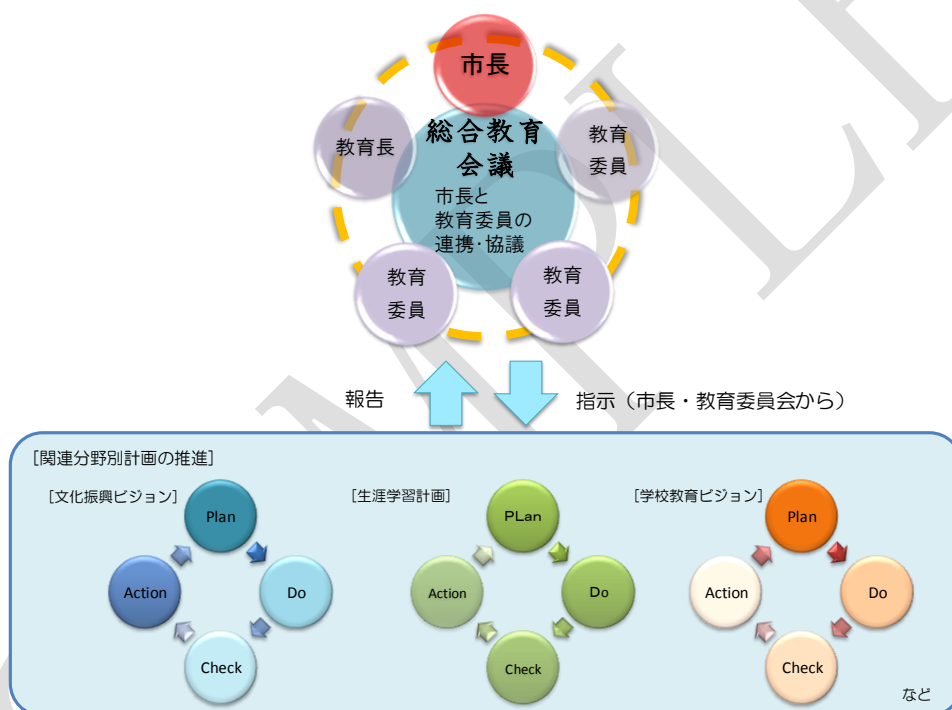 市長
総合教育
会議
市長と
教育委員の
連携・協議
教育長
教育
委員
教育
委員
教育
委員
報告
指示（市長・教育委員会から）
[関連分野別計画の推進]
[文化振興ビジョン]
Plan
Do
Check
Action
[生涯学習計画]
PLan
Do
Check
Action
[学校教育ビジョン]
Plan
Do
Check
Action
など